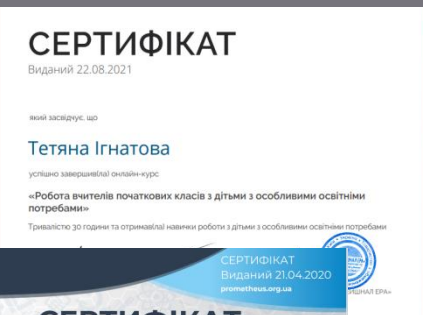 СЕРТИФІКАТ
Виданий 22.08.2021
який засвідчує, що
Тетяна Ігнатова
успішно завершив(ла) онлайн-курс
«Робота вчителів початкових класів з дітьми з особливими освітніми
потребами»
Тривалістю 30 години та отримав(ла) навички роботи з дітьми з особливими освітніми потребами
СЕРТИФІКАТ
Виданий 21.04.2020
prometheus.org.ua
ЕРА»
СЕРТИФІКАТ